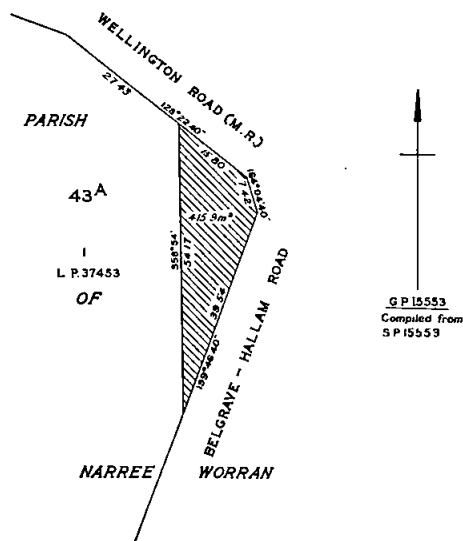 WELLINGTON ROAD (M.R.)
27·43
128°22'40"
PARISH
15·80
7·42
164°04'40"
43A
415·9m²
1
L P.37453
358°54'
54·17
OF
39·54
199°46'40"
BELGRAVE - HALLAM ROAD
G P 15553
Compiled from
S P 15553
NARREE WORRAN